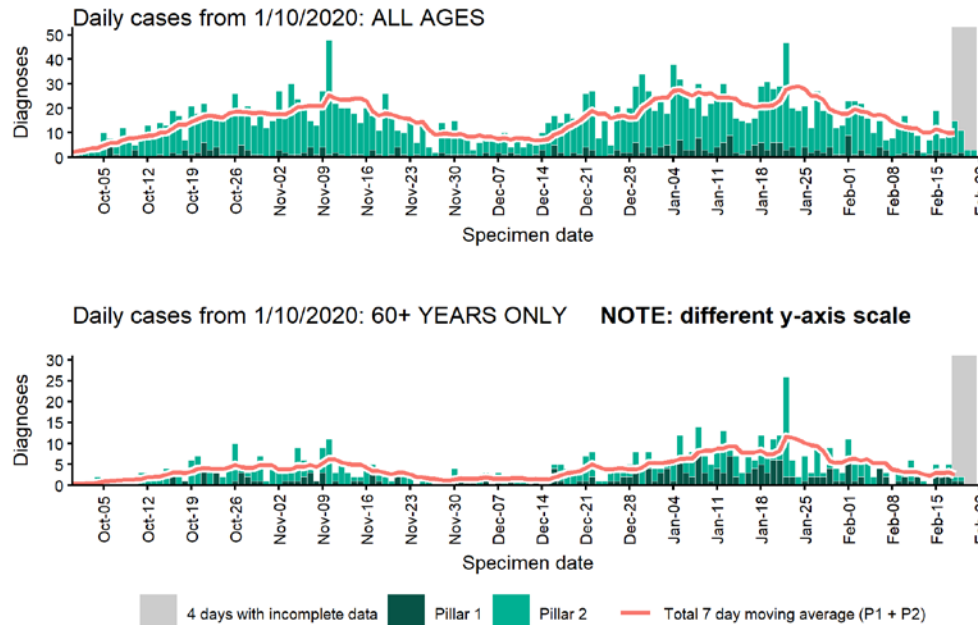 Daily cases from 1/10/2020: ALL AGES
50
40
30
20
10
0
Diagnoses
Oct-05
Oct-12
Oct-19
Oct-26
Nov-02
Nov-09
Nov-16
Nov-23
Nov-30
Dec-07
Dec-14
Dec-21
Dec-28
Jan-04
Jan-11
Jan-18
Jan-25
Feb-01
Feb-08
Feb-15
Specimen date
Daily cases from 1/10/2020: 60+ YEARS ONLY NOTE: different y-axis scale
30
25
20
15
10
5
0
Diagnoses
Oct-05
Oct-12
Oct-19
Oct-26
Nov-02
Nov-09
Nov-16
Nov-23
Nov-30
Dec-07
Dec-14
Dec-21
Dec-28
Jan-04
Jan-11
Jan-18
Jan-25
Feb-01
Feb-08
Feb-15
Specimen date
4 days with incomplete data Pillar 1 Pillar 2 Total 7 day moving average (P1 + P2)